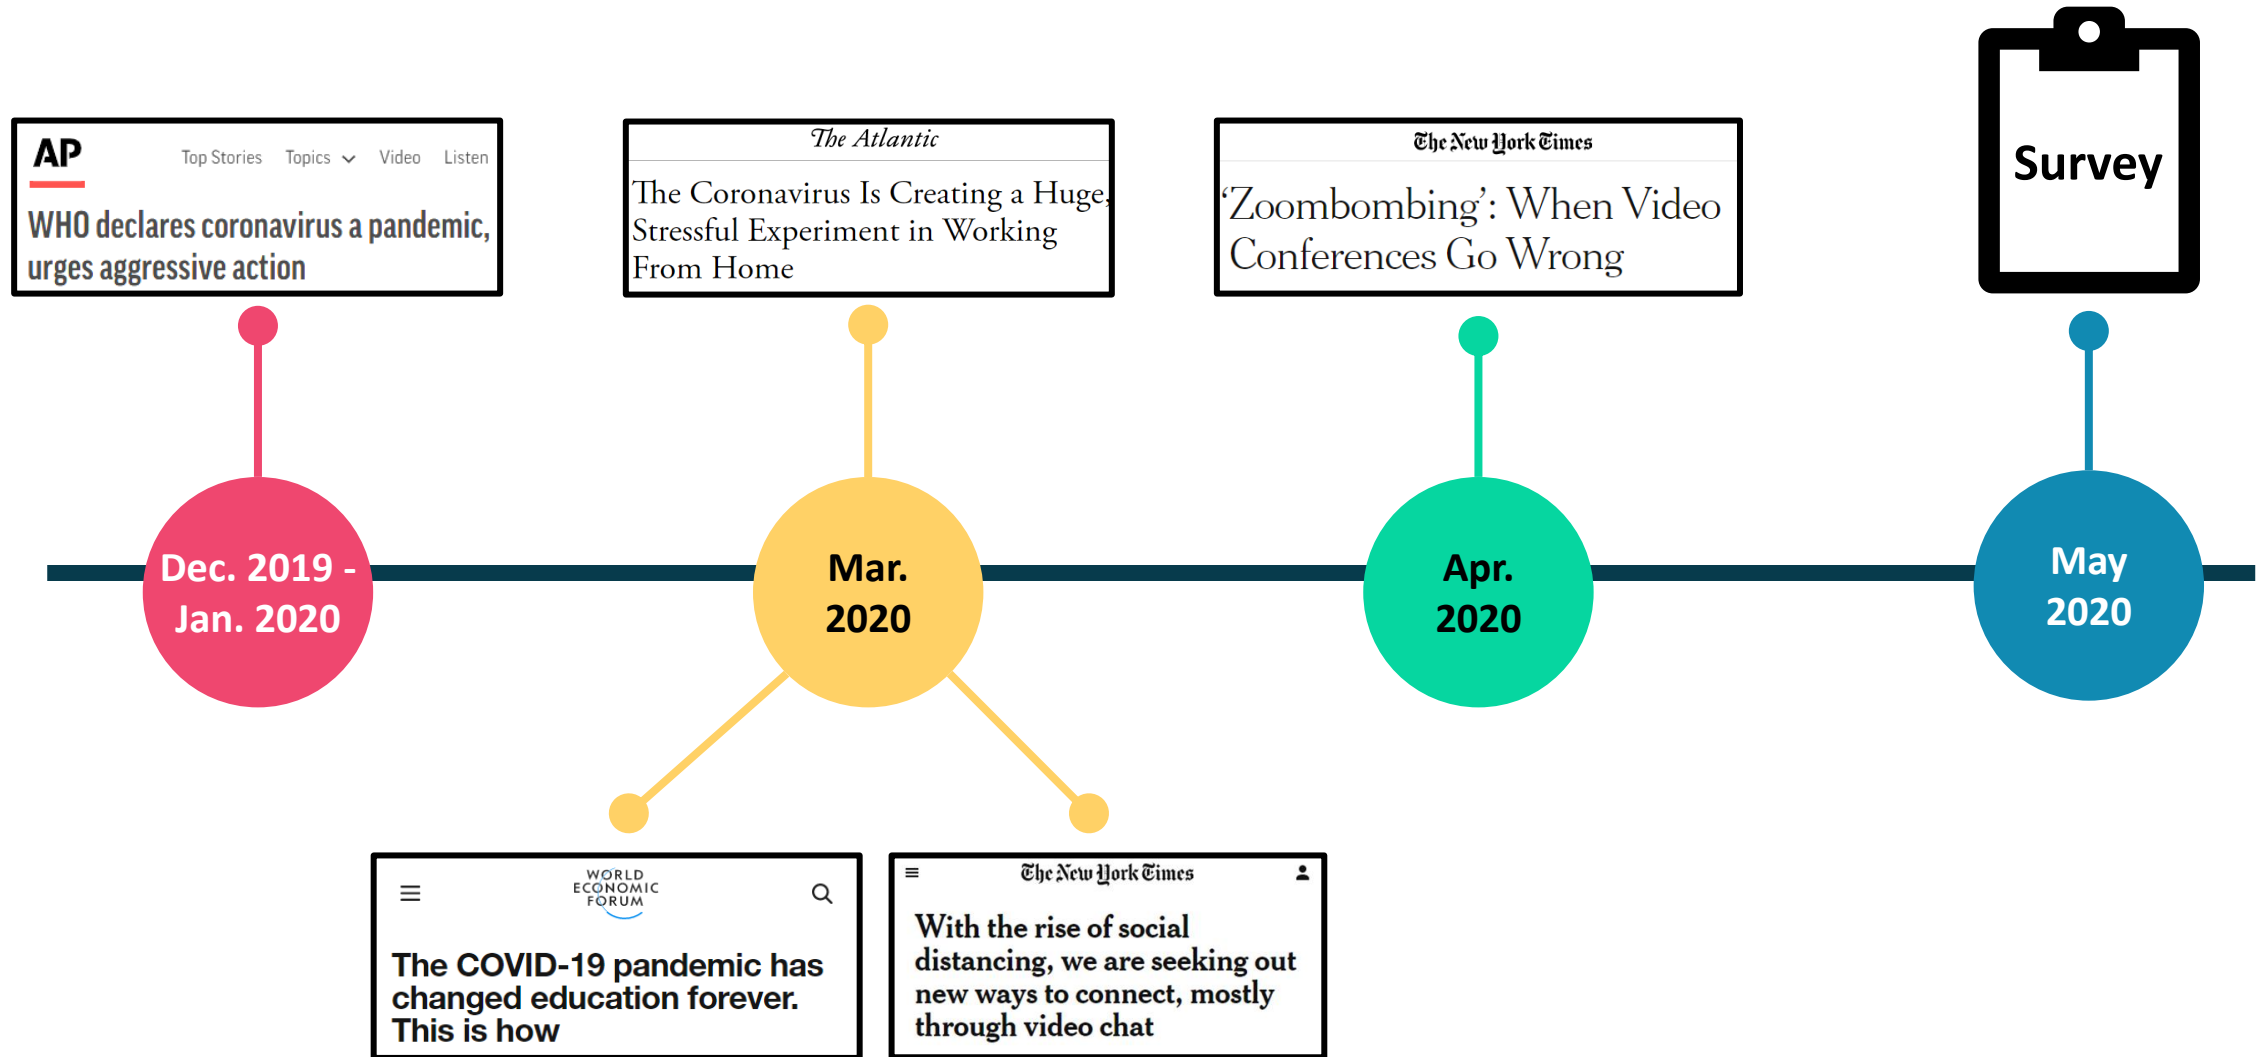 AP
Top Stories Topics Video Listen
WHO declares coronavirus a pandemic,
urges aggressive action
The Atlantic
The Coronavirus Is Creating a Huge,
Stressful Experiment in Working
From Home
The New York Times
‘Zoombombing’: When Video
Conferences Go Wrong
Survey
Dec. 2019 -
Jan. 2020
Mar.
2020
Apr.
2020
May
2020
WORLD
ECONOMIC
FORUM
The COVID-19 pandemic has
changed education forever.
This is how
The New York Times
With the rise of social
distancing, we are seeking out
new ways to connect, mostly
through video chat